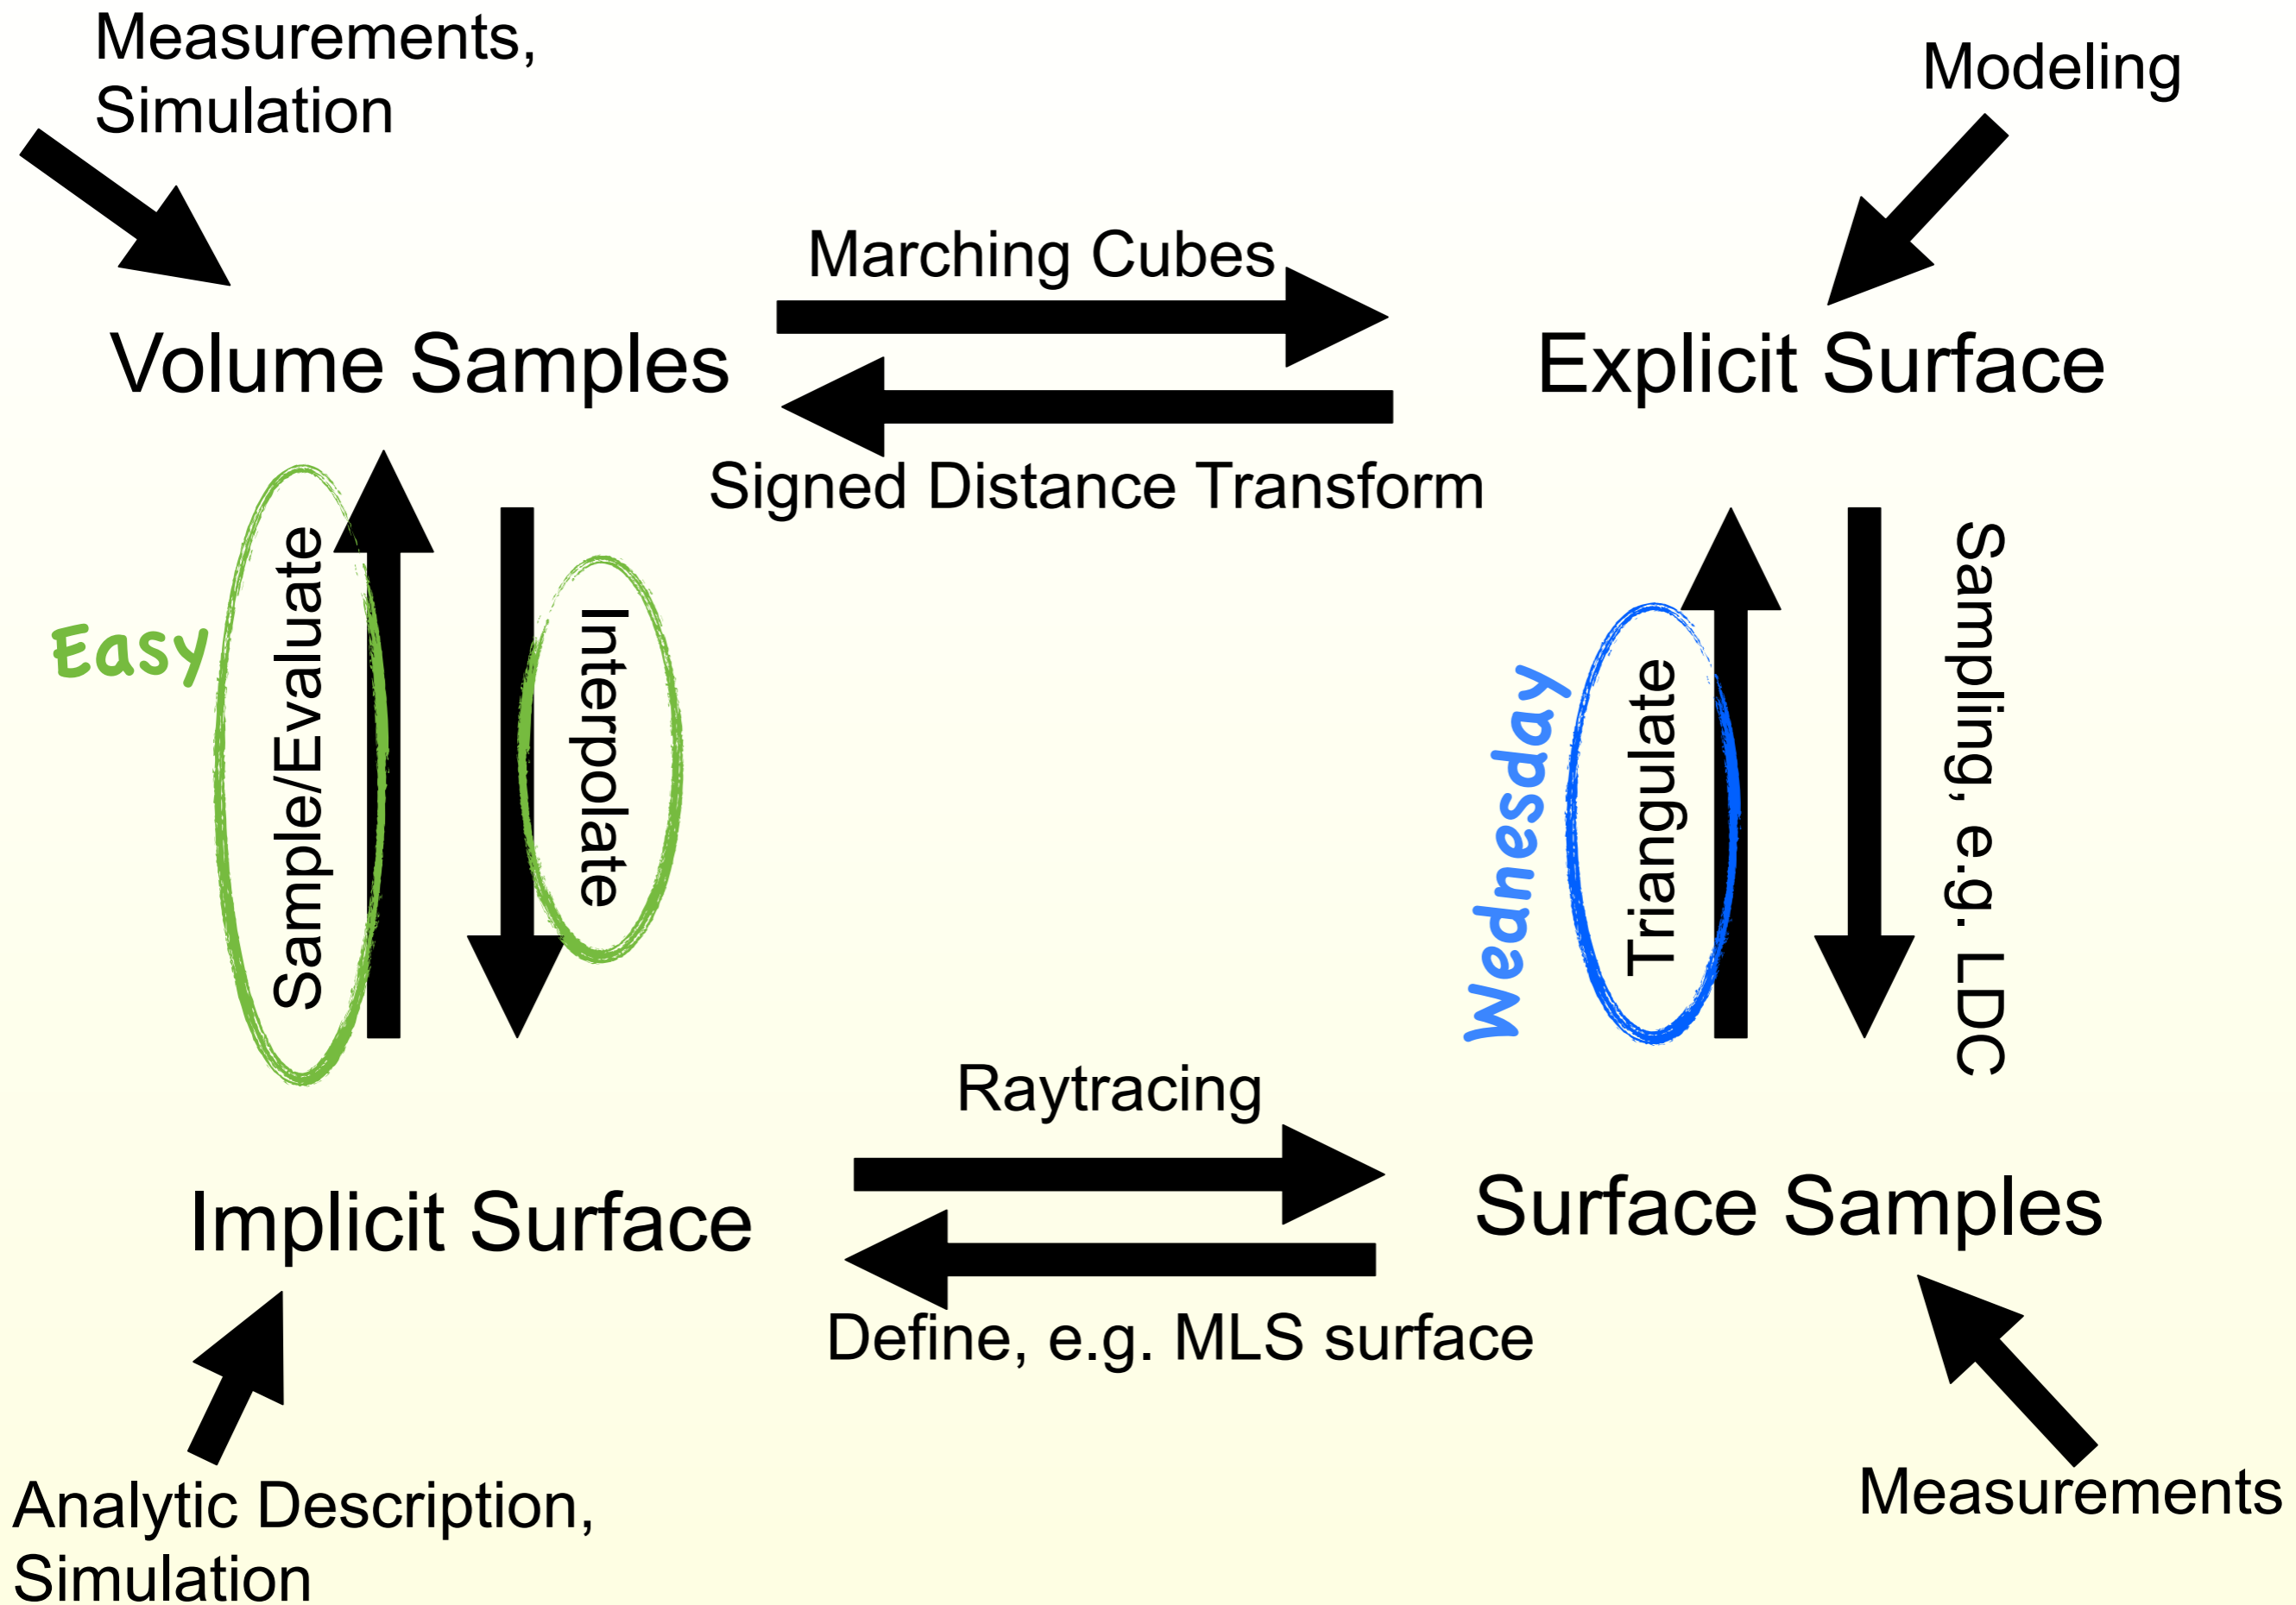 Measurements,
Simulation
Modeling
Marching Cubes
Volume Samples
Explicit Surface
Signed Distance Transform
Easy
Sample/Evaluate
Interpolate
Wednesday
Triangulate
Sampling, e.g. LDC
Raytracing
Implicit Surface
Surface Samples
Define, e.g. MLS surface
Analytic Description,
Simulation
Measurements